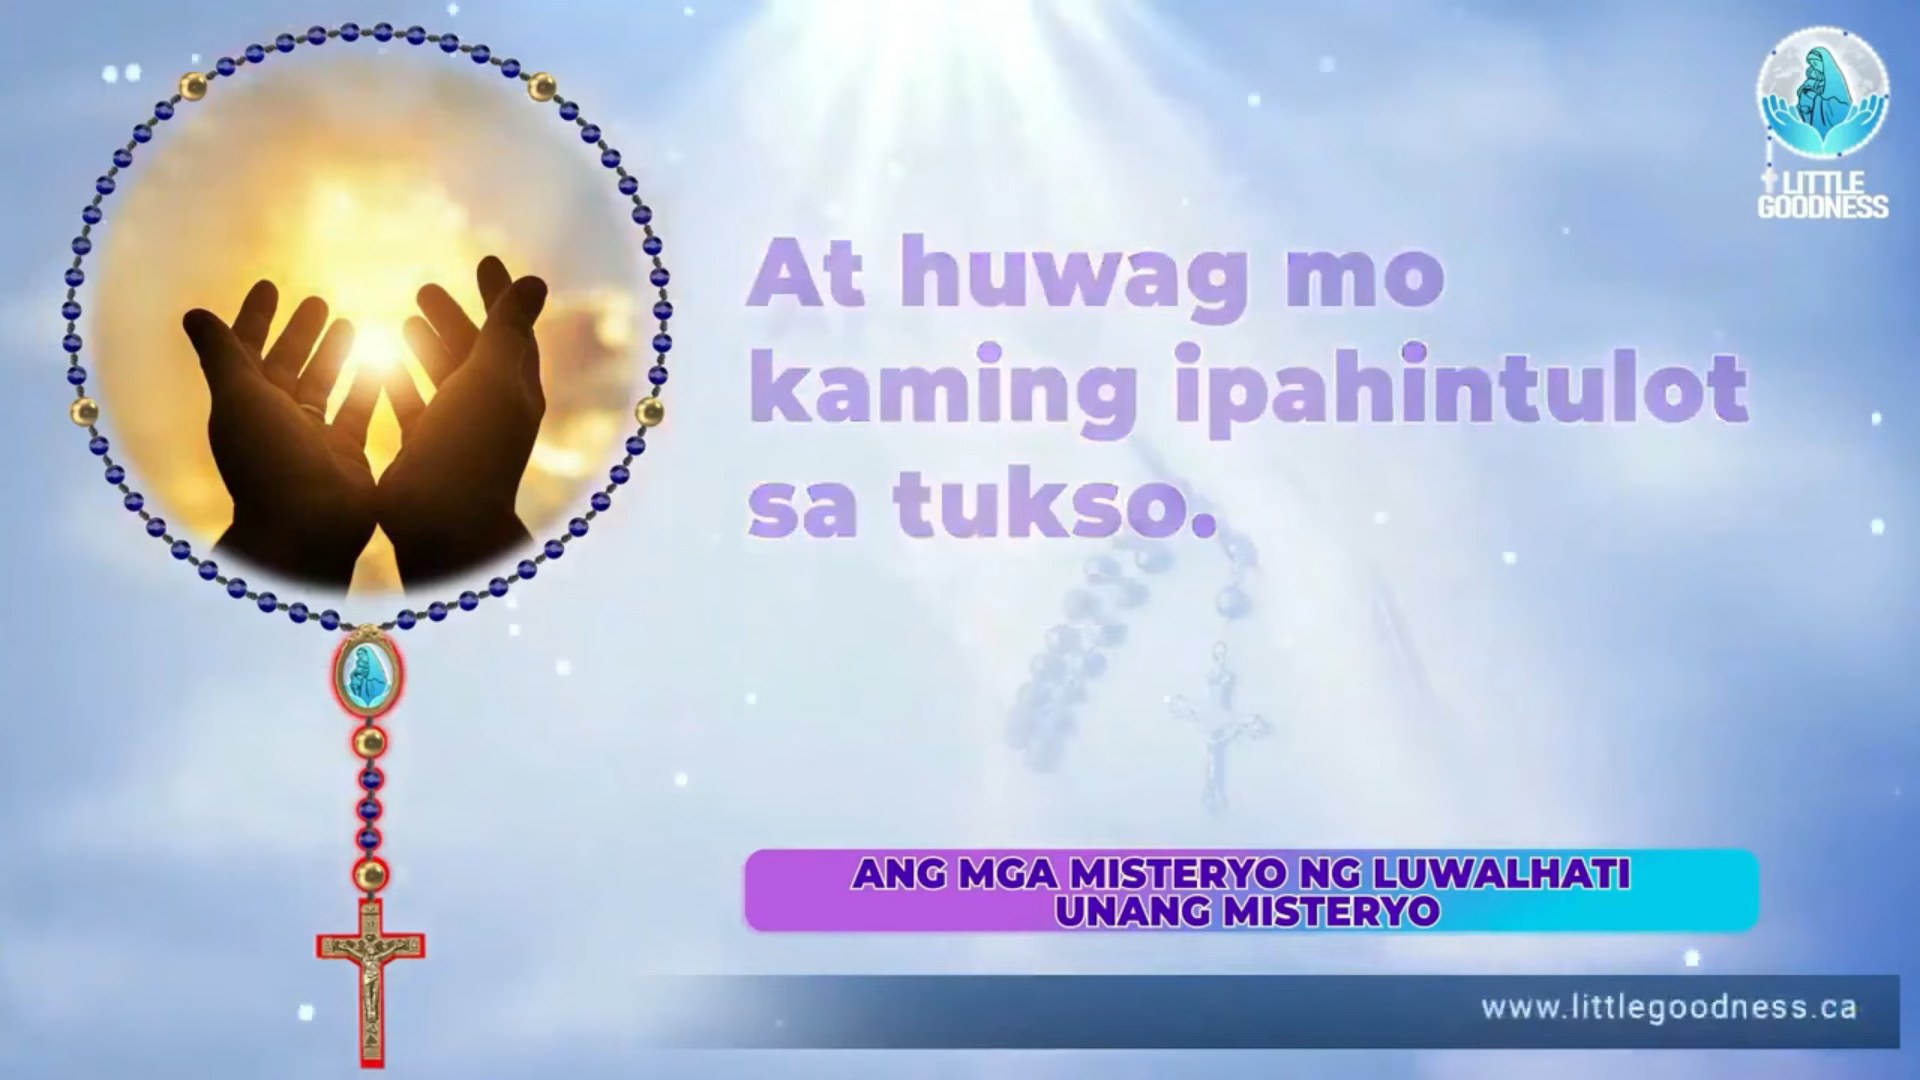 LITTLE
GOODNESS
At huwag mo
kaming ipahintulot
sa tukso.
ANG MGA MISTERYO NG LUWALHATI
UNANG MISTERYO
www.littlegoodness.ca